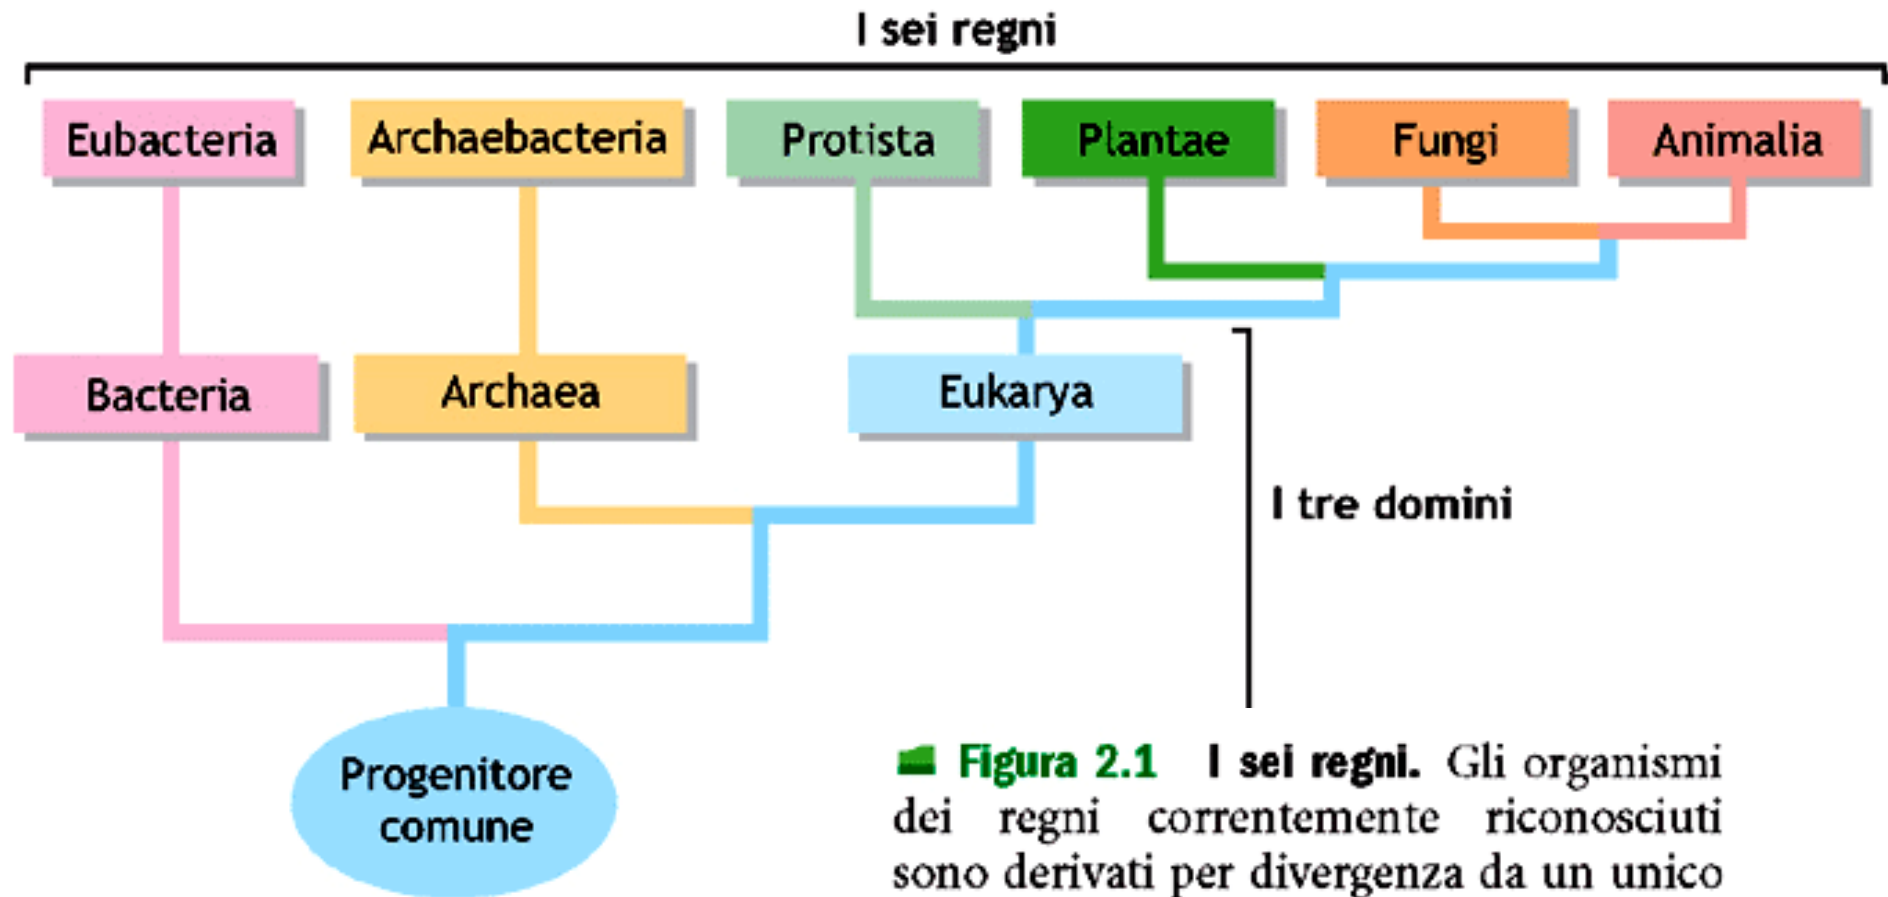 I sei regni
Eubacteria Archaebacteria Protista Plantae Fungi Animalia
Bacteria Archaea Eukarya
I tre domini
Progenitore
comune
Figura 2.1 I sei regni. Gli organismi
dei regni correntemente riconosciuti
sono derivati per divergenza da un unico